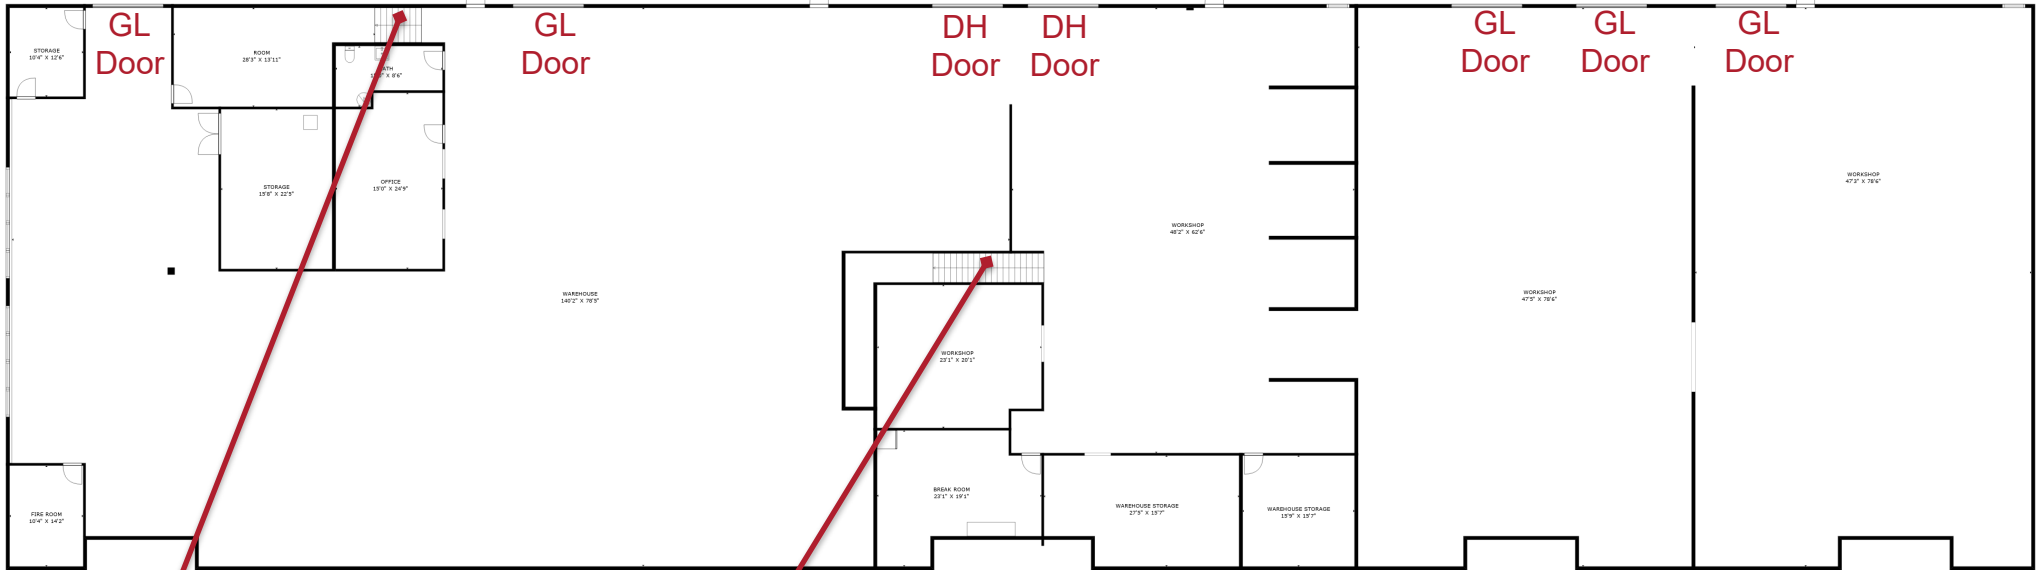 GL
Door
GL
Door
DH
Door
DH
Door
GL
Door
GL
Door
GL
Door
STORAGE
10'4" X 12'6"
ROOM
28'3" X 13'11"
STORAGE
15'8" X 22'5"
OFFICE
15'0" X 24'9"
WAREHOUSE
140'2" X 78'9"
WORKSHOP
48'2" X 62'6"
WORKSHOP
47'5" X 78'6"
WORKSHOP
47'3" X 78'6"
WORKSHOP
23'1" X 20'1"
BREAK ROOM
23'1" X 19'1"
WAREHOUSE STORAGE
27'5" X 15'7"
WAREHOUSE STORAGE
15'9" X 15'7"
FIRE ROOM
10'4" X 14'2"